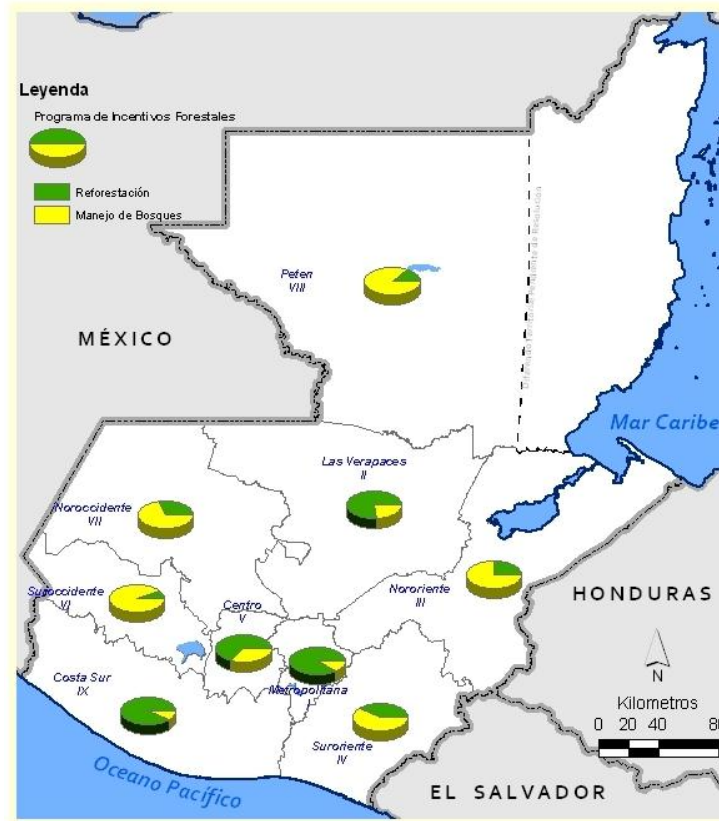 Leyenda
Programa de Incentivos Forestales
Reforestación
Manejo de Bosques
Peten
VIII
MÉXICO
Mar Caribe
Las Verapaces
II
Noroccidente
VII
Nororiente
III
Suroccidente
VI
Centro
V
HONDURAS
N
Costa Sur
IX
Metropolitana
Kilometros
0 20 40 80
Suroriente
IV
Oceano Pacífico
EL SALVADOR